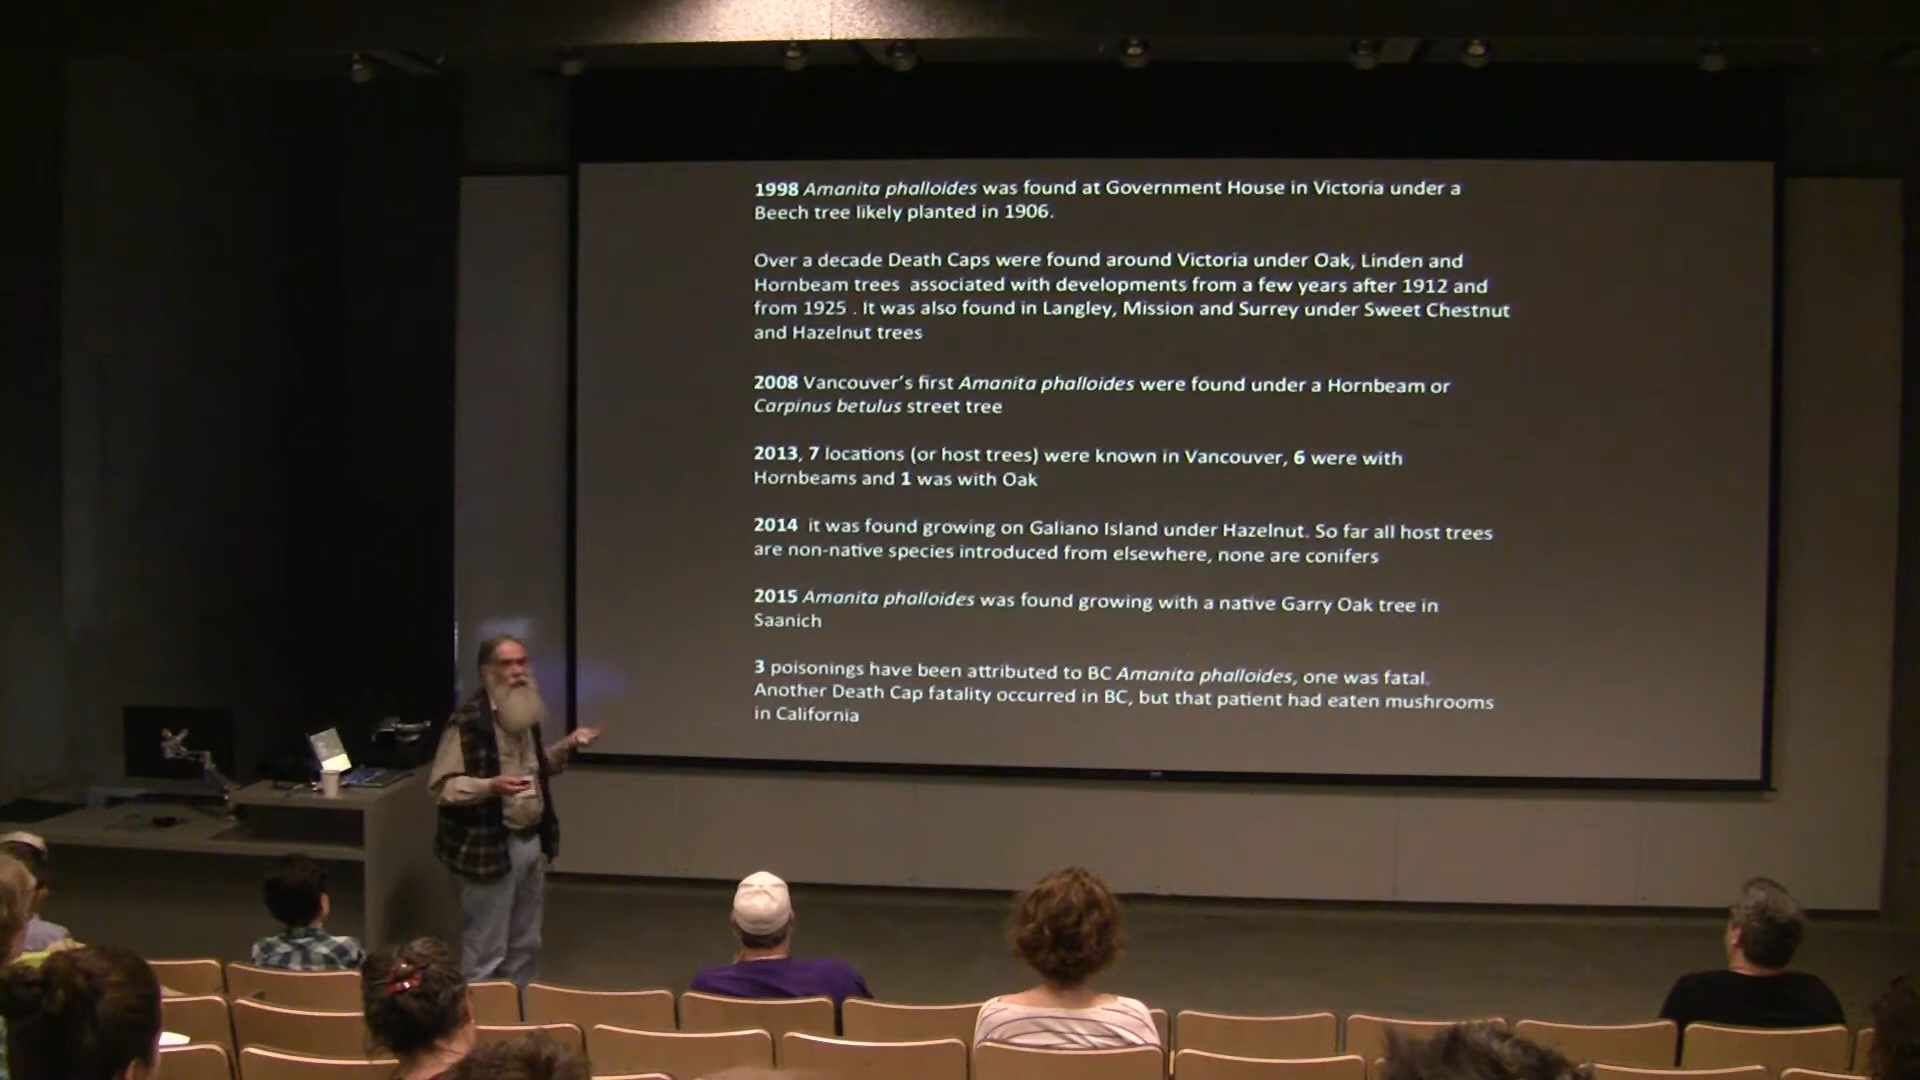 1998 Amanita phalloides was found at Government House in Victoria under a
Beech tree likely planted in 1906.
Over a decade Death Caps were found around Victoria under Oak, Linden and
Hornbeam trees associated with developments from a few years after 1912 and
from 1925 . It was also found in Langley, Mission and Surrey under Sweet Chestnut
and Hazelnut trees
2008 Vancouver's first Amanita phalloides were found under a Hornbeam or
Carpinus betulus street tree
2013, 7 locations (or host trees) were known in Vancouver, 6 were with
Hornbeams and 1 was with Oak
2014 it was found growing on Galiano Island under Hazelnut. So far all host trees
are non-native species introduced from elsewhere, none are conifers
2015 Amanita phalloides was found growing with a native Garry Oak tree in
Saanich
3 poisonings have been attributed to BC Amanita phalloides, one was fatal.
Another Death Cap fatality occurred in BC, but that patient had eaten mushrooms
in California